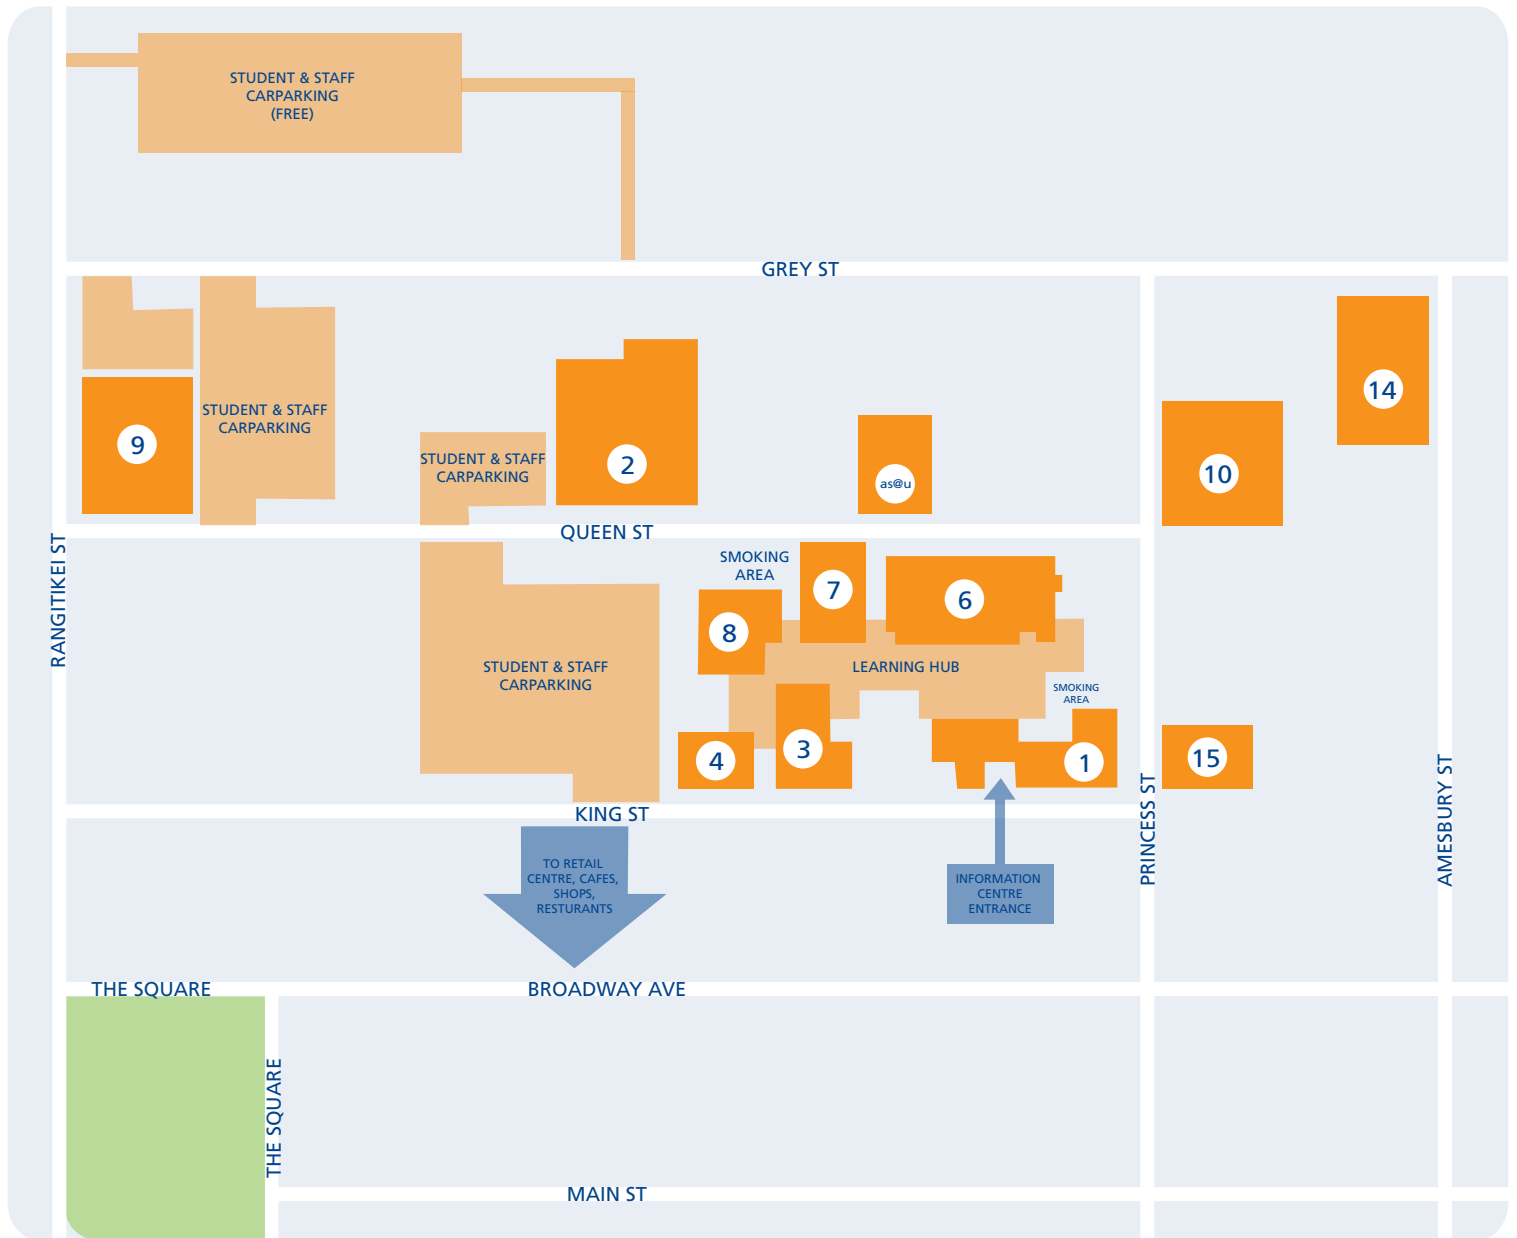 STUDENT & STAFF
CARPARKING
(FREE)
GREY ST
14
STUDENT & STAFF
CARPARKING
9
STUDENT & STAFF
CARPARKING
2
as@u
10
QUEEN ST
RANGITIKEI ST
SMOKING
AREA
7
6
8
STUDENT & STAFF
CARPARKING
LEARNING HUB
SMOKING
AREA
4
3
1
15
KING ST
PRINCESS ST
AMESBURY ST
TO RETAIL
CENTRE, CAFES,
SHOPS,
RESTURANTS
INFORMATION
CENTRE
ENTRANCE
THE SQUARE
BROADWAY AVE
THE SQUARE
MAIN ST